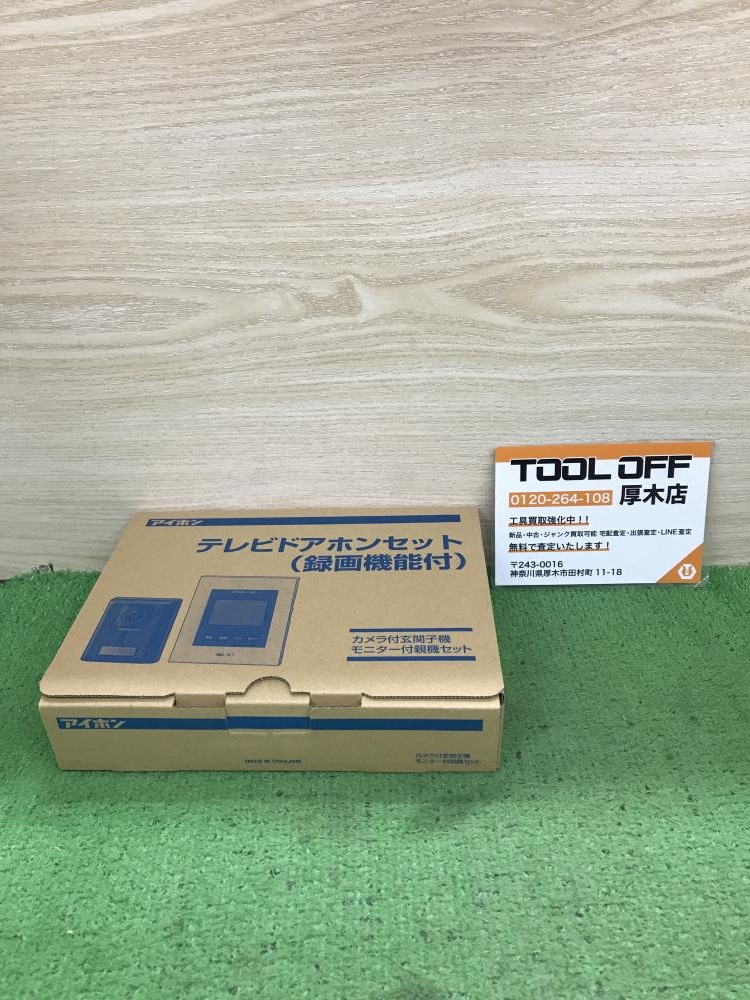 アイホン
テレビドアホンセット
(録画機能付)
カメラ付玄関子機
モニター付親機セット
アイホン
MADE IN THAILAND
カメラ付玄関子機
モニター付親機セット
TOOL OFF
0120-264-108 厚木店
工具買取強化中!!
新品・中古・ジャンク買取可能 宅配査定・出張査定・LINE査定
無料で査定いたします!
〒243-0016
神奈川県厚木市田村町 11-18